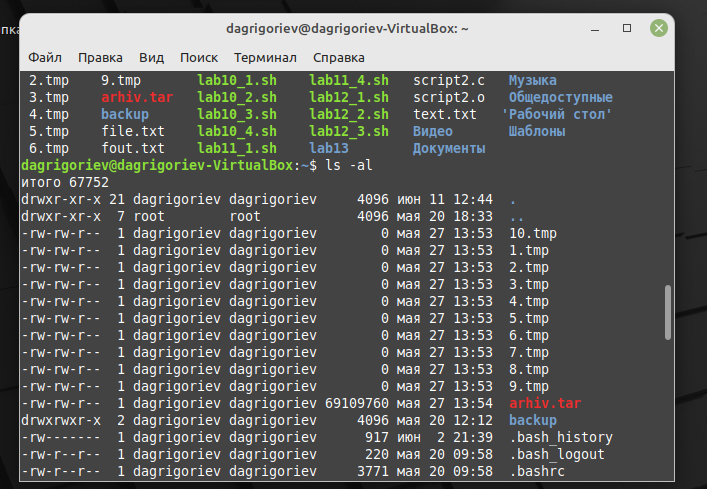 пка
dagrigoriev@dagrigoriev-VirtualBox: ~
Файл Правка Вид Поиск Терминал Справка
2.tmp 9.tmp lab10_1.sh lab11_4.sh script2.c Музыка
3.tmp arhiv.tar lab10_2.sh lab12_1.sh script2.o Общедоступные
4.tmp backup lab10_3.sh lab12_2.sh text.txt 'Рабочий стол'
5.tmp file.txt lab10_4.sh lab12_3.sh Видео Шаблоны
6.tmp fout.txt lab11_1.sh lab13 Документы
dagrigoriev@dagrigoriev-VirtualBox:~$ ls -al
итого 67752
drwxr-xr-x 21 dagrigoriev dagrigoriev 4096 июн 11 12:44 .
drwxr-xr-x 7 root root 4096 мая 20 18:33 ..
-rw-rw-r-- 1 dagrigoriev dagrigoriev 0 мая 27 13:53 10.tmp
-rw-rw-r-- 1 dagrigoriev dagrigoriev 0 мая 27 13:53 1.tmp
-rw-rw-r-- 1 dagrigoriev dagrigoriev 0 мая 27 13:53 2.tmp
-rw-rw-r-- 1 dagrigoriev dagrigoriev 0 мая 27 13:53 3.tmp
-rw-rw-r-- 1 dagrigoriev dagrigoriev 0 мая 27 13:53 4.tmp
-rw-rw-r-- 1 dagrigoriev dagrigoriev 0 мая 27 13:53 5.tmp
-rw-rw-r-- 1 dagrigoriev dagrigoriev 0 мая 27 13:53 6.tmp
-rw-rw-r-- 1 dagrigoriev dagrigoriev 0 мая 27 13:53 7.tmp
-rw-rw-r-- 1 dagrigoriev dagrigoriev 0 мая 27 13:53 8.tmp
-rw-rw-r-- 1 dagrigoriev dagrigoriev 0 мая 27 13:53 9.tmp
-rw-rw-r-- 1 dagrigoriev dagrigoriev 69109760 мая 27 13:54 arhiv.tar
drwxrwxr-x 2 dagrigoriev dagrigoriev 4096 мая 20 12:12 backup
-rw------- 1 dagrigoriev dagrigoriev 917 июн 2 21:39 .bash_history
-rw-r--r-- 1 dagrigoriev dagrigoriev 220 мая 20 09:58 .bash_logout
-rw-r--r-- 1 dagrigoriev dagrigoriev 3771 мая 20 09:58 .bashrc